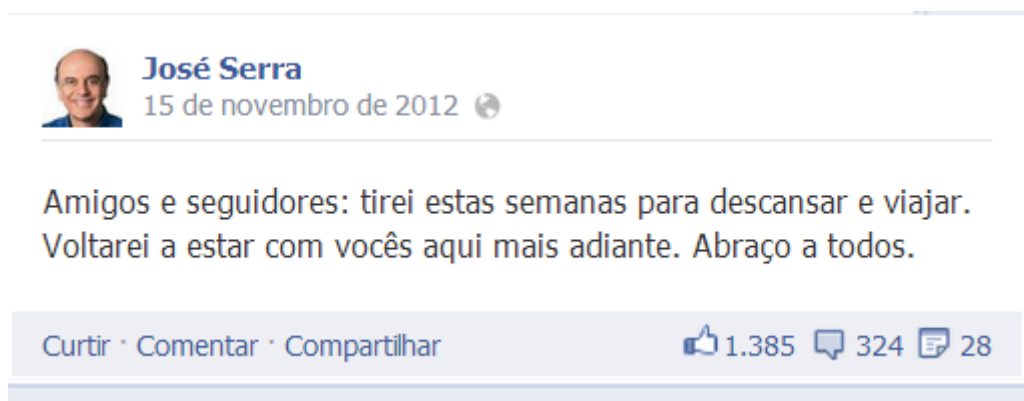 José Serra
15 de novembro de 2012
Amigos e seguidores: tirei estas semanas para descansar e viajar.
Voltarei a estar com vocês aqui mais adiante. Abraço a todos.
Curtir · Comentar · Compartilhar 1.385 324 28